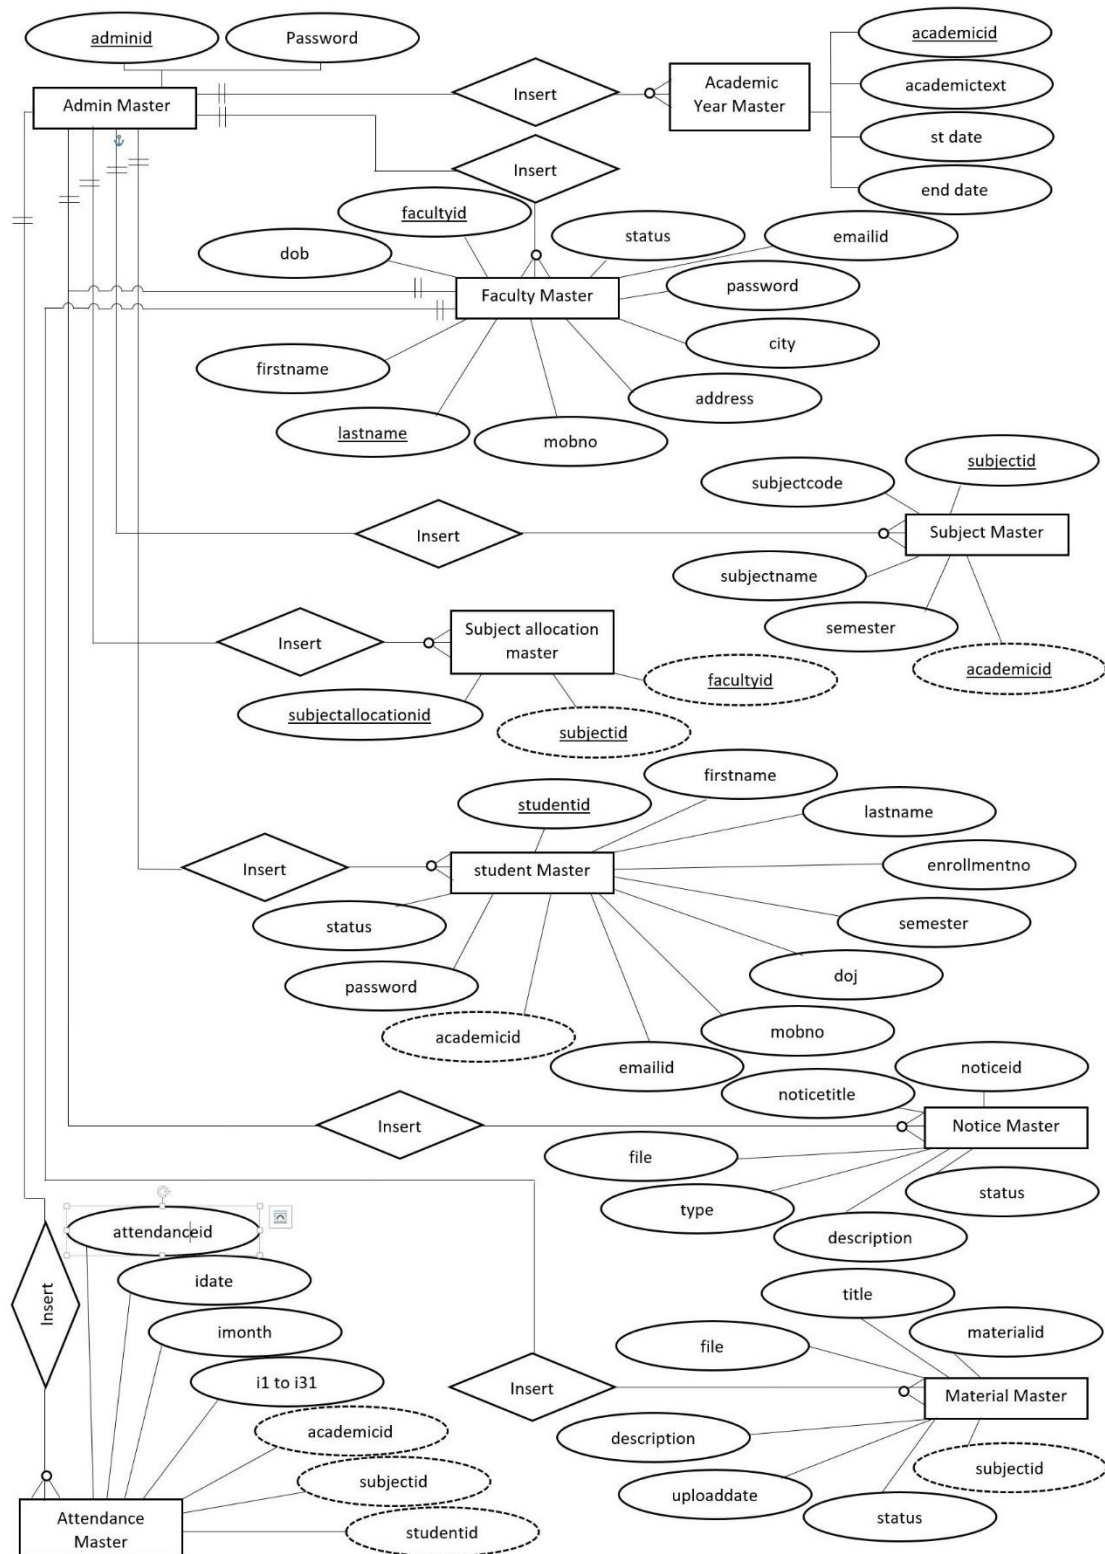 adminid
Password
Admin Master
Insert
Academic
Year Master
academicid
academictext
st date
end date
Insert
facultyid
status
emailid
dob
password
Faculty Master
city
firstname
address
lastname
mobno
subjectid
subjectcode
Insert
Subject Master
subjectname
semester
academicid
Insert
Subject allocation
master
facultyid
subjectallocationid
subjectid
firstname
studentid
lastname
Insert
student Master
enrollmentno
status
semester
password
doj
academicid
mobno
emailid
noticeid
noticetitle
Insert
Notice Master
file
status
type
description
attendanceid
idate
Insert
imonth
i1 to i31
academicid
subjectid
studentid
Attendance
Master
title
materialid
file
Insert
Material Master
description
subjectid
uploaddate
status